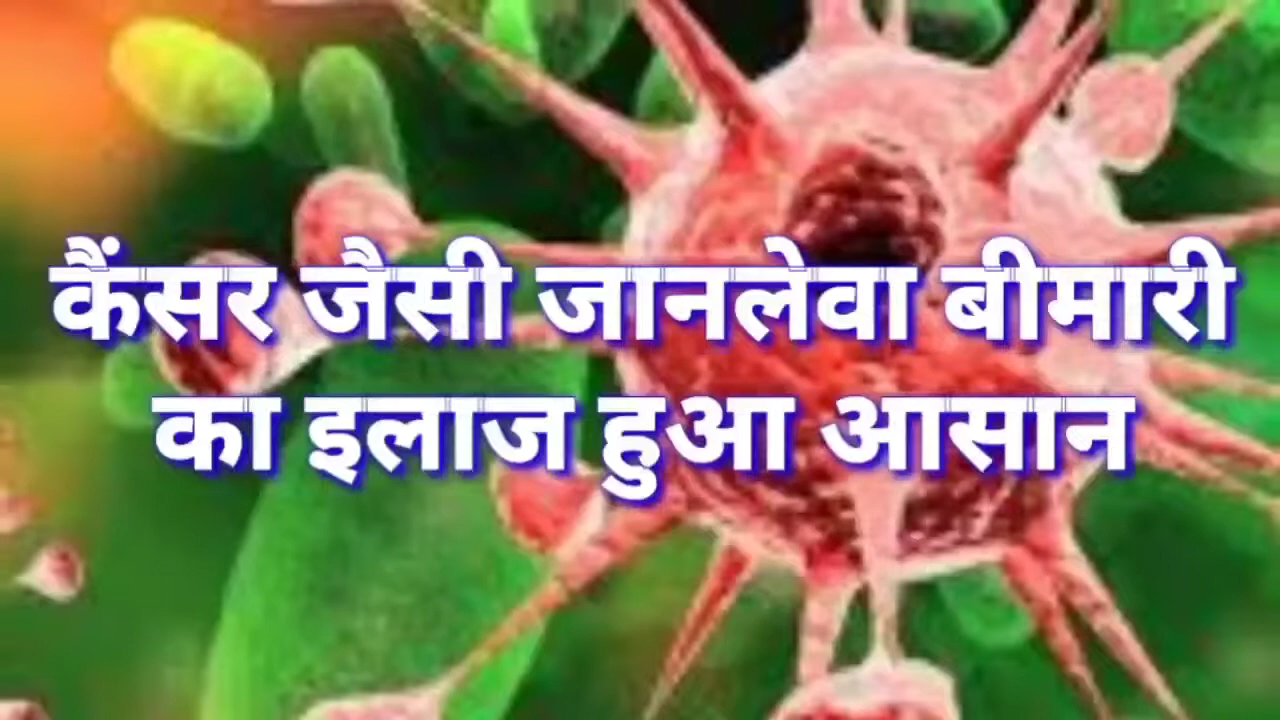 कैंसर जैसी जानलेवा बीमारी
का इलाज हुआ आसान